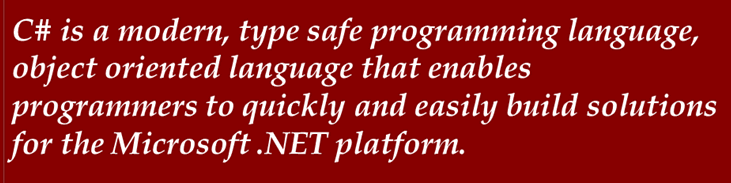 C# is a modern, type safe programming language,
object oriented language that enables
programmers to quickly and easily build solutions
for the Microsoft .NET platform.